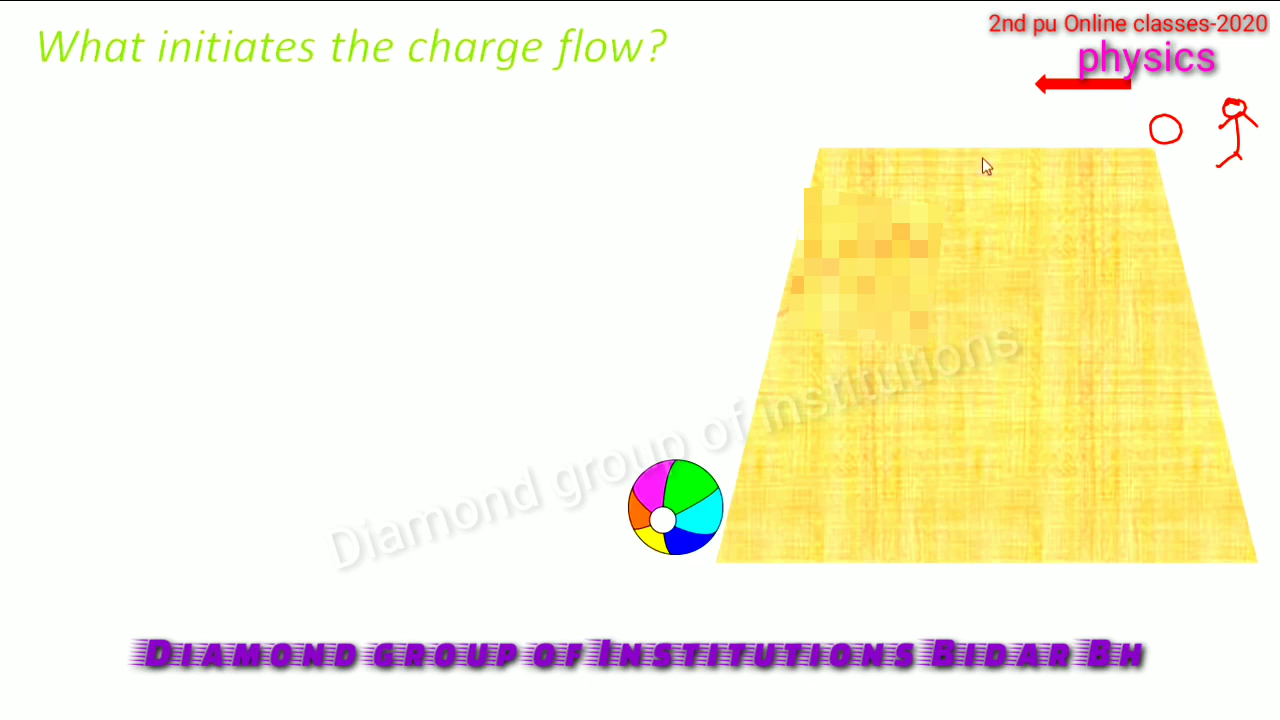 What initiates the charge flow?
2nd pu Online classes-2020
physics
Diamond group of institutions
Diamond group of Institutions Bidar Bh